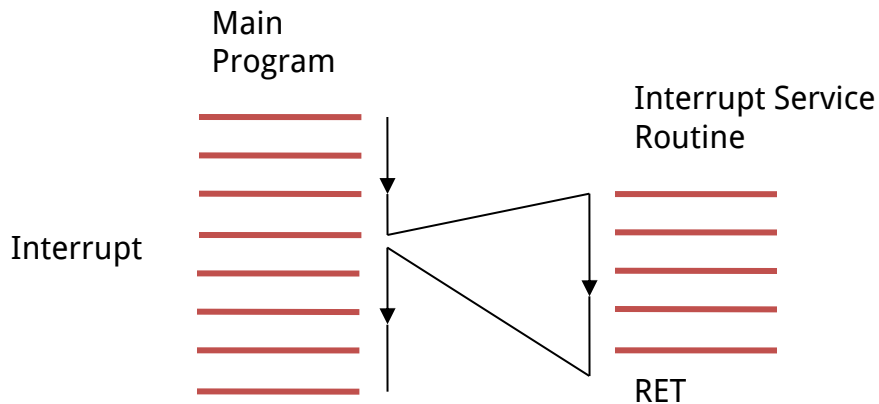 Main
Program
Interrupt Service
Routine
Interrupt
RET